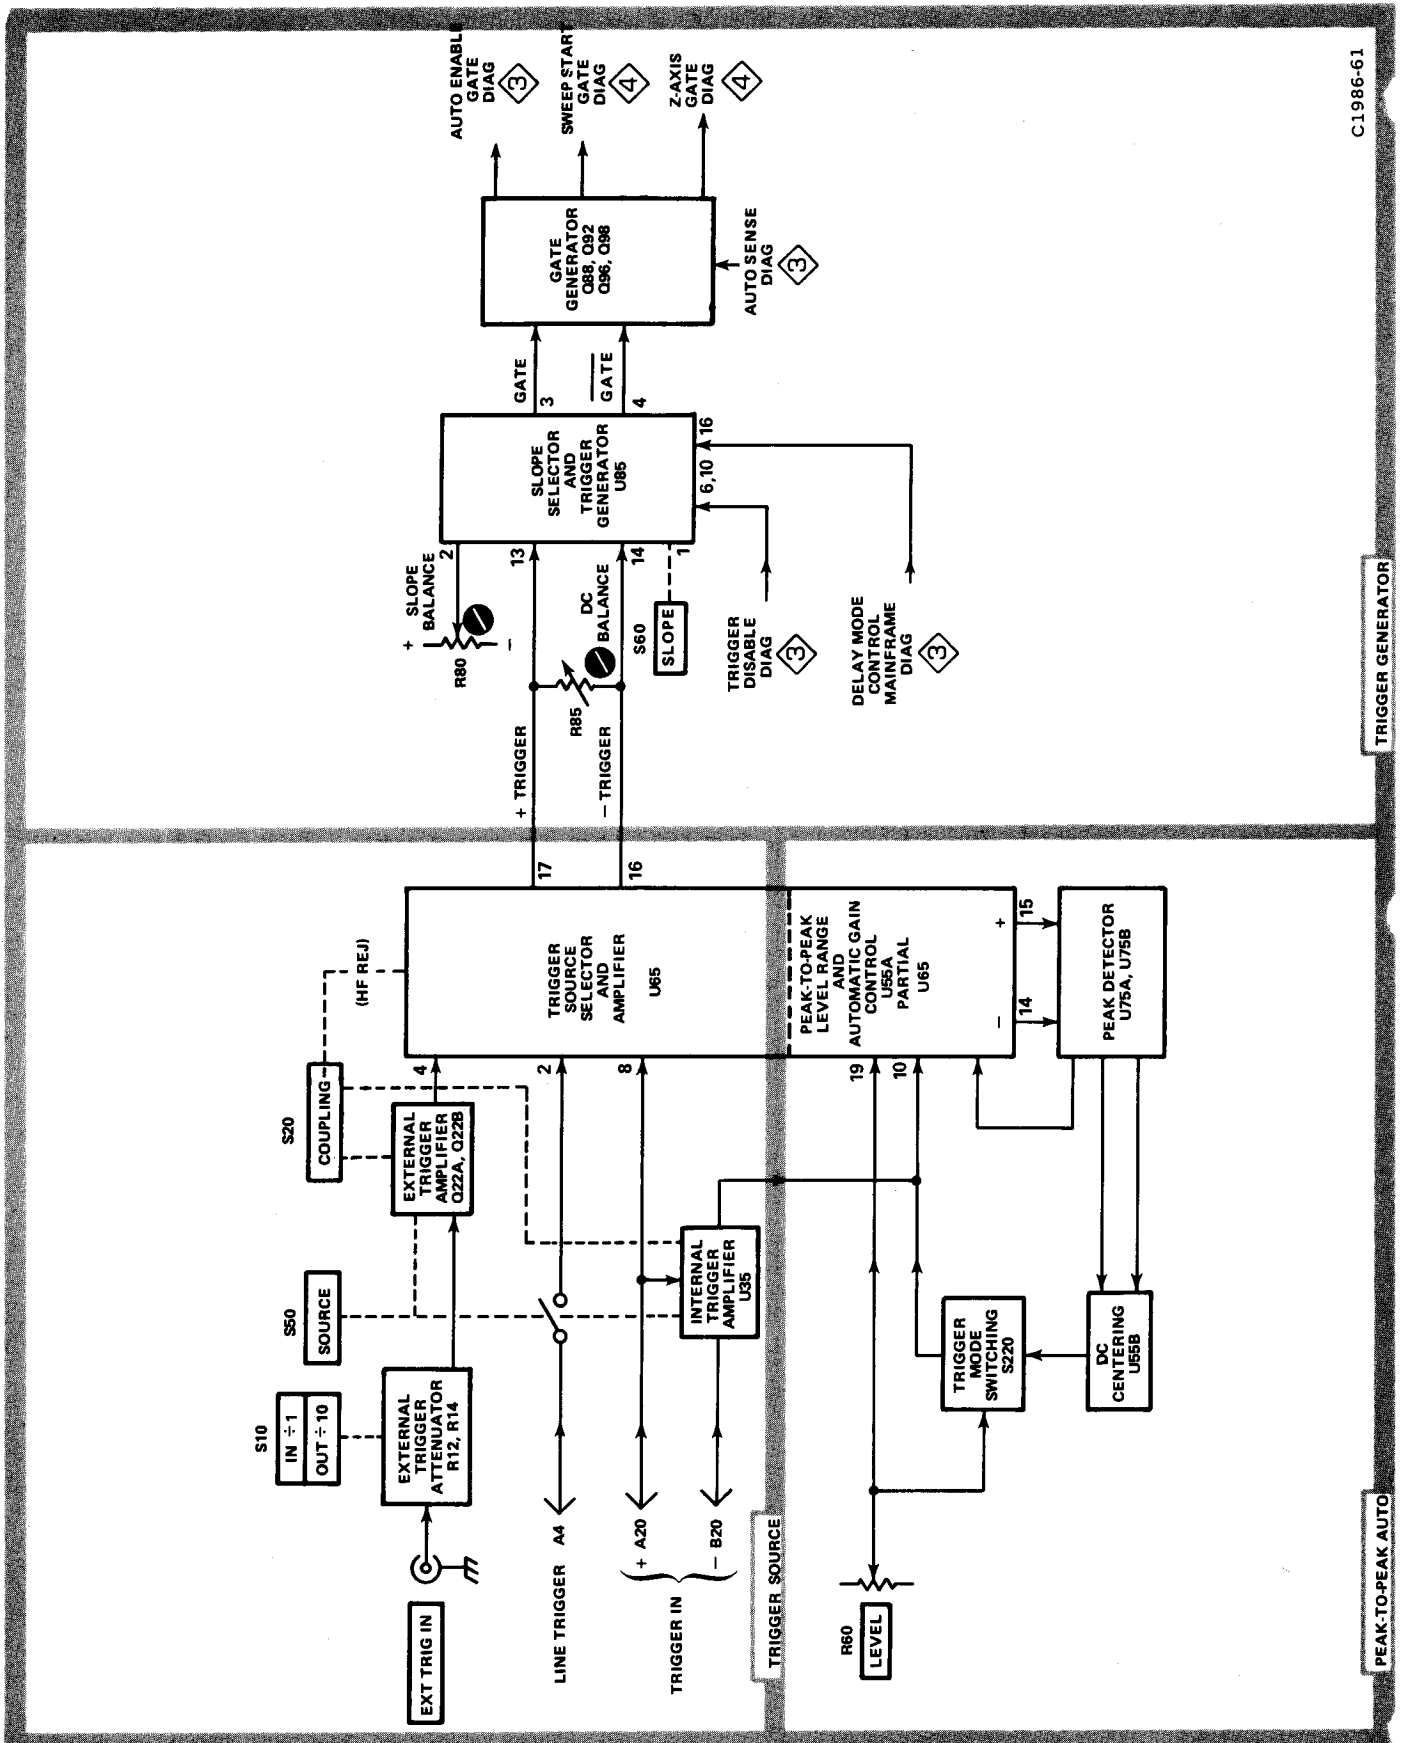 S10
IN ÷ 1
OUT ÷ 10
S50
SOURCE
S20
COUPLING
(HF REJ)
EXT TRIG IN
EXTERNAL
TRIGGER
ATTENUATOR
R12, R14
EXTERNAL
TRIGGER
AMPLIFIER
Q22A, Q22B
4
LINE TRIGGER A4
2
TRIGGER IN
+ A20
− B20
8
INTERNAL
TRIGGER
AMPLIFIER
U35
TRIGGER
SOURCE
SELECTOR
AND
AMPLIFIER
U65
17
16
TRIGGER SOURCE
R60
LEVEL
19
10
PEAK-TO-PEAK
LEVEL RANGE
AND
AUTOMATIC GAIN
CONTROL
U55A
PARTIAL
U65
−
+
14
15
TRIGGER
MODE
SWITCHING
S220
DC
CENTERING
U55B
PEAK DETECTOR
U75A, U75B
PEAK-TO-PEAK AUTO
+ TRIGGER
− TRIGGER
R85
DC
BALANCE
+
SLOPE
BALANCE
−
R80
2
13
14
1
S60
SLOPE
SLOPE
SELECTOR
AND
TRIGGER
GENERATOR
U85
6,10
16
TRIGGER
DISABLE
DIAG
3
DELAY MODE
CONTROL
MAINFRAME
DIAG
3
GATE
3
GATE
4
GATE
GENERATOR
Q88, Q92
Q96, Q98
AUTO SENSE
DIAG
3
AUTO ENABLE
GATE
DIAG
3
SWEEP START
GATE
DIAG
4
Z-AXIS
GATE
DIAG
4
TRIGGER GENERATOR
C1986-61